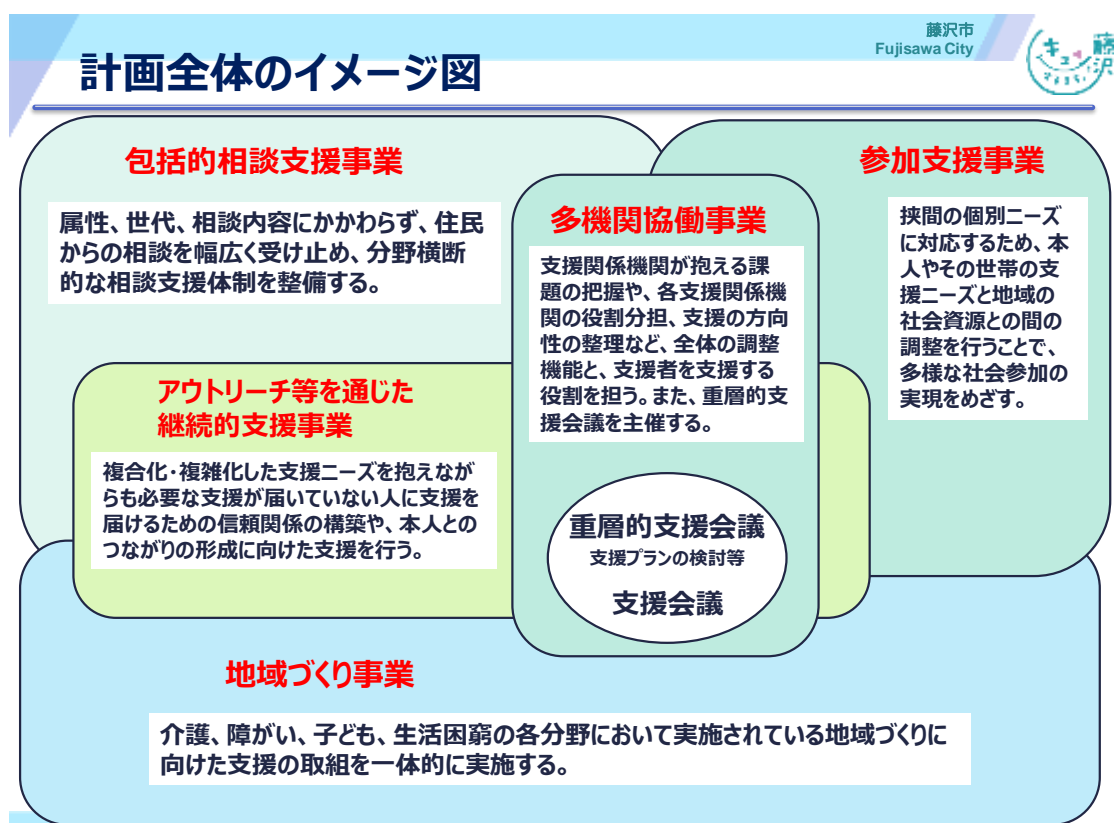 藤沢市
Fujisawa City
キュンとするまち。
藤沢
計画全体のイメージ図
包括的相談支援事業
属性、世代、相談内容にかかわらず、住民
からの相談を幅広く受け止め、分野横断
的な相談支援体制を整備する。
多機関協働事業
支援関係機関が抱える課
題の把握や、各支援関係機
関の役割分担、支援の方向
性の整理など、全体の調整
機能と、支援者を支援する
役割を担う。また、重層的支
援会議を主催する。
重層的支援会議
支援プランの検討等
支援会議
参加支援事業
挟間の個別ニーズ
に対応するため、本
人やその世帯の支
援ニーズと地域の
社会資源との間の
調整を行うことで、
多様な社会参加の
実現をめざす。
アウトリーチ等を通じた
継続的支援事業
複合化・複雑化した支援ニーズを抱えなが
らも必要な支援が届いていない人に支援を
届けるための信頼関係の構築や、本人との
つながりの形成に向けた支援を行う。
地域づくり事業
介護、障がい、子ども、生活困窮の各分野において実施されている地域づくりに
向けた支援の取組を一体的に実施する。